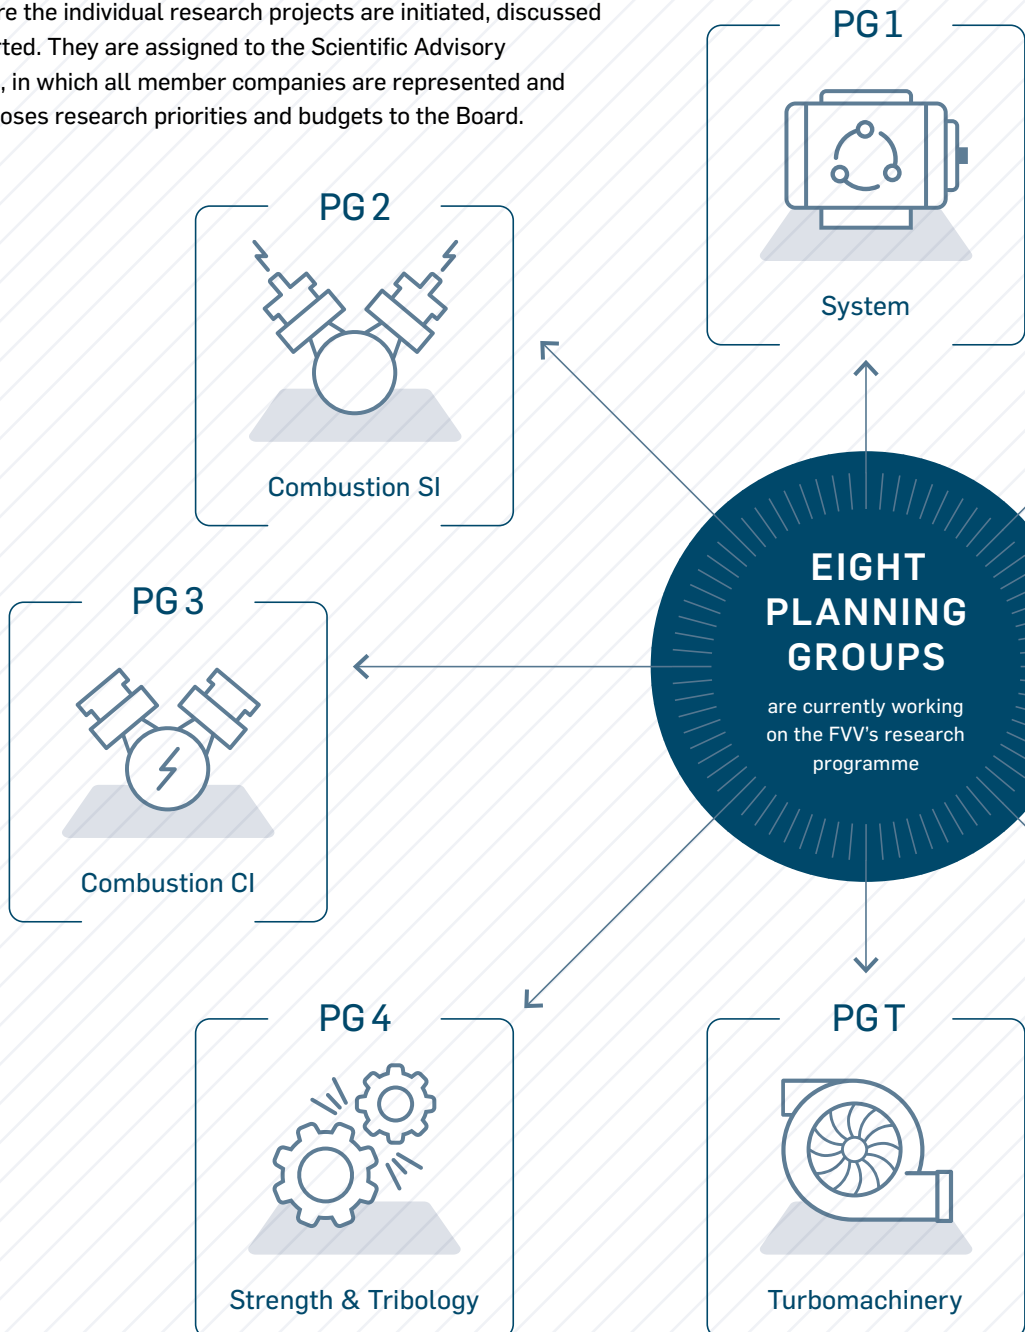 re the individual research projects are initiated, discussed
rted. They are assigned to the Scientific Advisory
, in which all member companies are represented and
oses research priorities and budgets to the Board.
PG 1
System
PG 2
Combustion SI
EIGHT
PLANNING
GROUPS
are currently working
on the FVV's research
programme
PG 3
Combustion CI
PG 4
Strength & Tribology
PG T
Turbomachinery